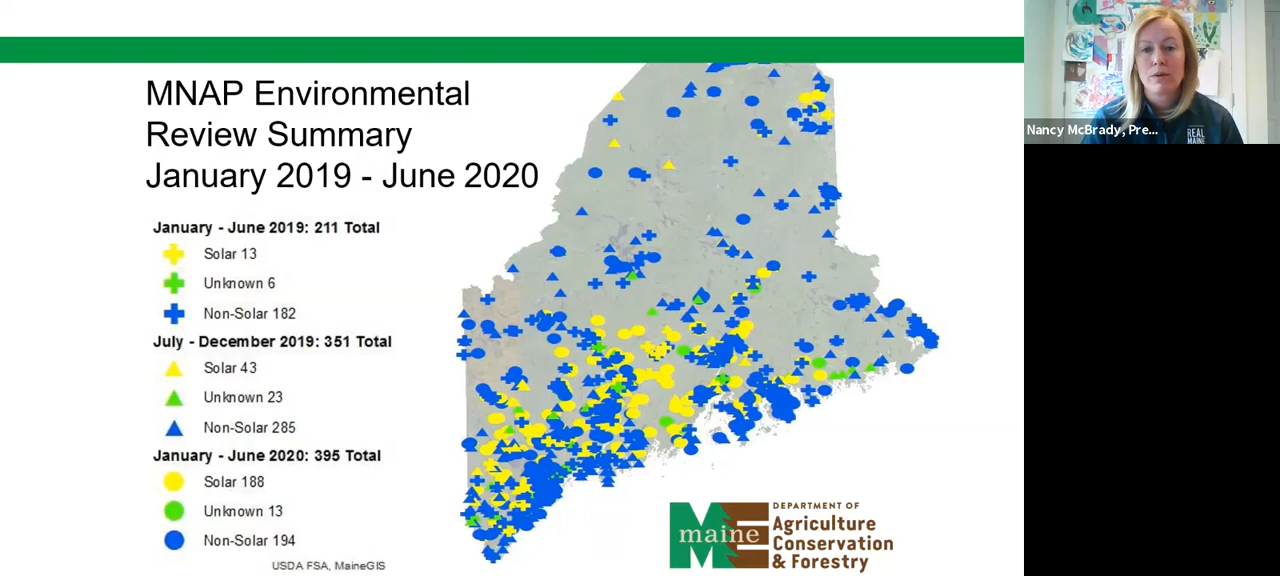 MNAP Environmental
Review Summary
January 2019 - June 2020
January - June 2019: 211 Total
Solar 13
Unknown 6
Non-Solar 182
July - December 2019: 351 Total
Solar 43
Unknown 23
Non-Solar 285
January - June 2020: 395 Total
Solar 188
Unknown 13
Non-Solar 194
USDA FSA, MaineGIS
maine
DEPARTMENT OF
Agriculture
Conservation
& Forestry
Nancy McBrady, Pre...
REAL
MAINE